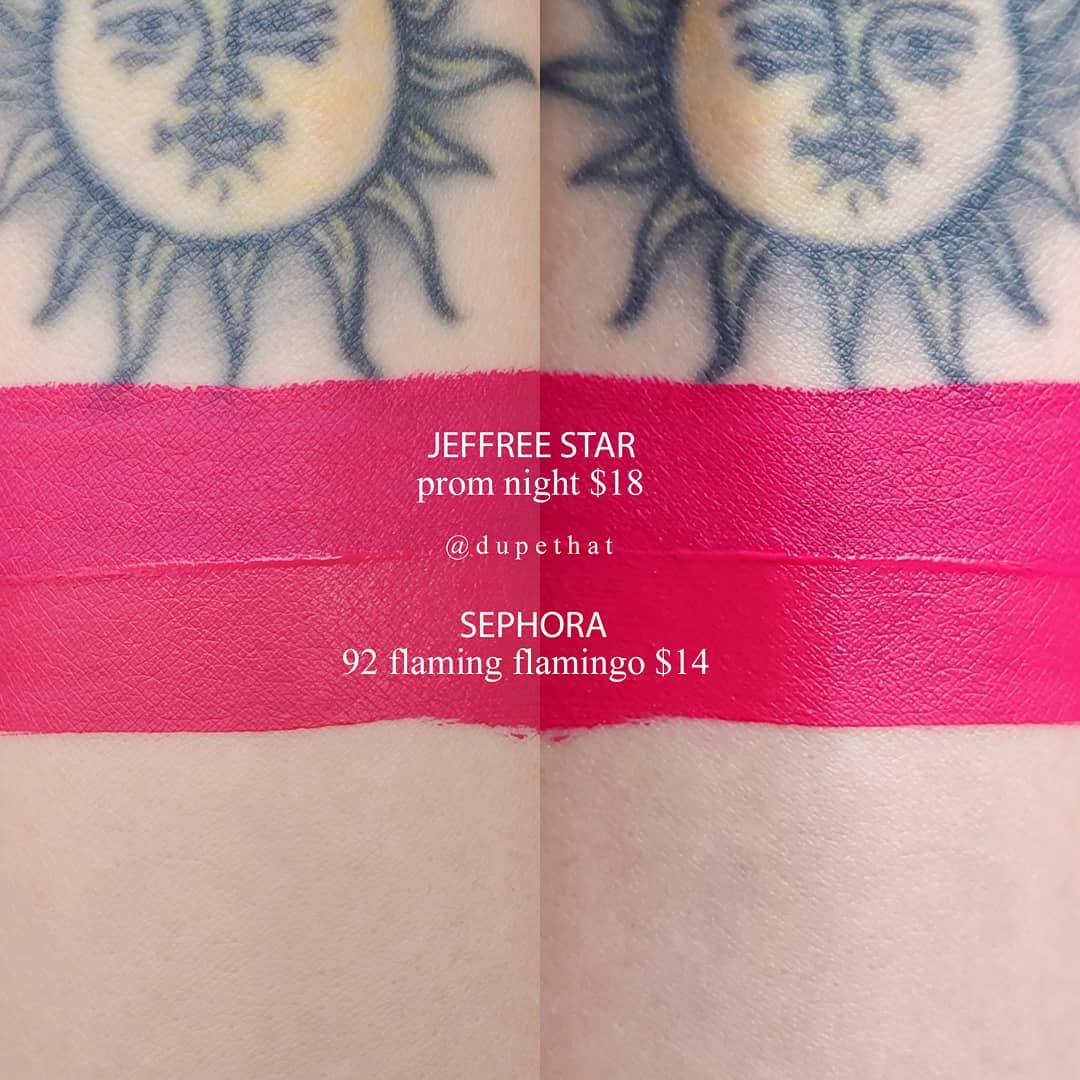 JEFFREE STAR
prom night $18
@dupethat
SEPHORA
92 flaming flamingo $14